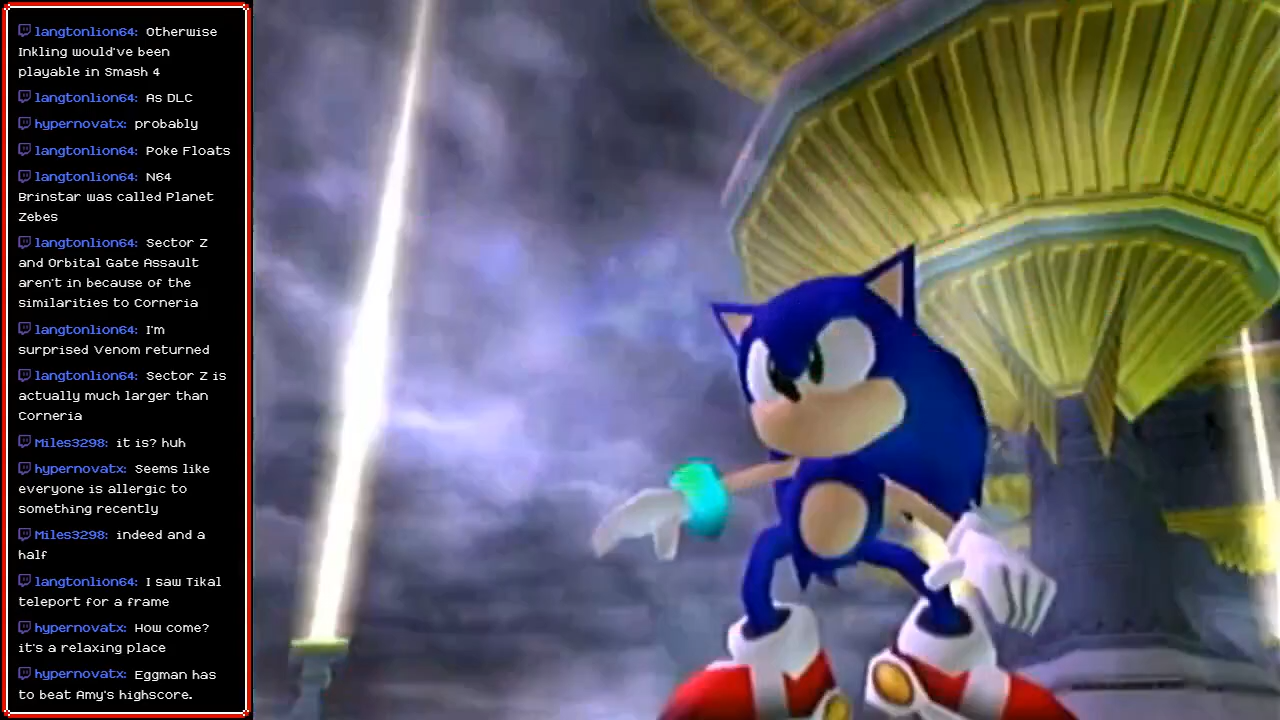 langtonlion64: Otherwise
Inkling would've been
playable in Smash 4
langtonlion64: As DLC
hypernovatx: probably
langtonlion64: Poke Floats
langtonlion64: N64
Brinstar was called Planet
Zebes
langtonlion64: Sector Z
and Orbital Gate Assault
aren't in because of the
similarities to Corneria
langtonlion64: I'm
surprised Venom returned
langtonlion64: Sector Z is
actually much larger than
Corneria
Miles3298: it is? huh
hypernovatx: Seems like
everyone is allergic to
something recently
Miles3298: indeed and a
half
langtonlion64: I saw Tikal
teleport for a frame
hypernovatx: How come?
it's a relaxing place
hypernovatx: Eggman has
to beat Amy's highscore.